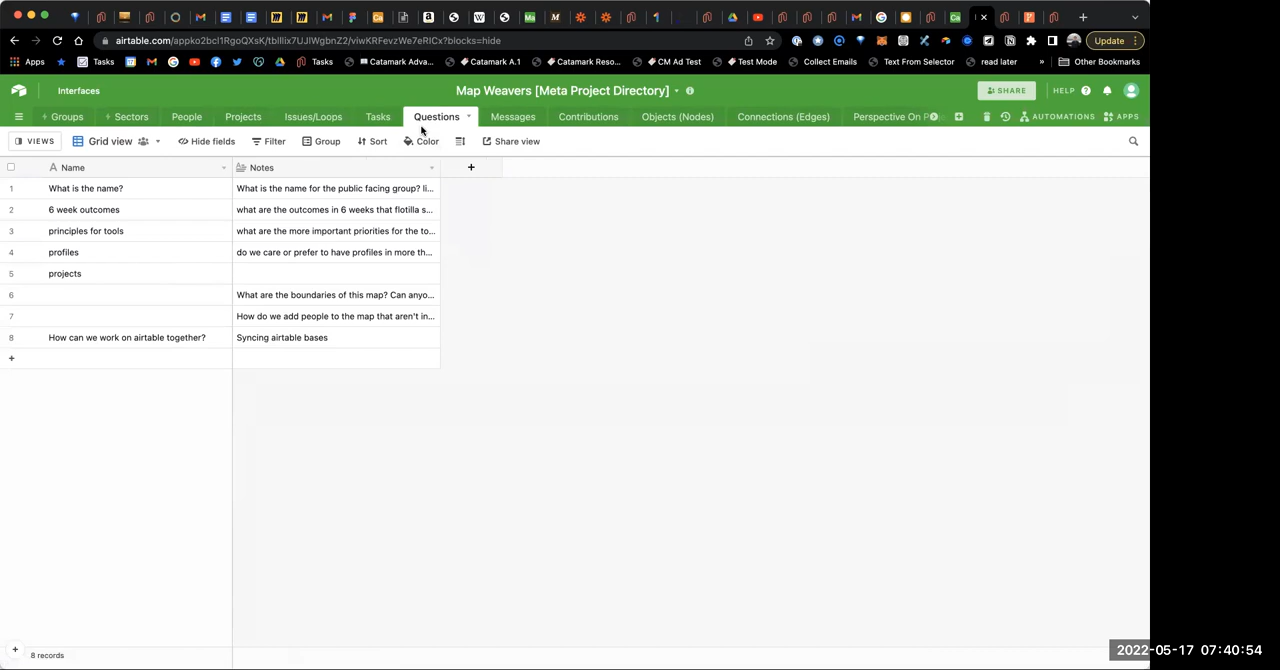 airtable.com/appko2bcl1RgoQXsK/tblIlix7UJlWgbnZ2/viwKRFevzWe7eRICx?blocks=hide
Update
Apps
Tasks
Tasks
Catamark Adva...
Catamark A.1
Catamark Reso...
CM Ad Test
Test Mode
Collect Emails
Text From Selector
read later
»
Other Bookmarks
Interfaces
Map Weavers [Meta Project Directory]
SHARE
HELP
+ Groups
+ Sectors
People
Projects
Issues/Loops
Tasks
Questions
Messages
Contributions
Objects (Nodes)
Connections (Edges)
Perspective On P
AUTOMATIONS
APPS
VIEWS
Grid view
Hide fields
Filter
Group
Sort
Color
Share view
Name
Notes
1 What is the name? What is the name for the public facing group? li...
2 6 week outcomes what are the outcomes in 6 weeks that flotilla s...
3 principles for tools what are the more important priorities for the to...
4 profiles do we care or prefer to have profiles in more th...
5 projects
6 What are the boundaries of this map? Can anyo...
7 How do we add people to the map that aren't in...
8 How can we work on airtable together? Syncing airtable bases
+
+ 8 records
2022-05-17 07:40:54